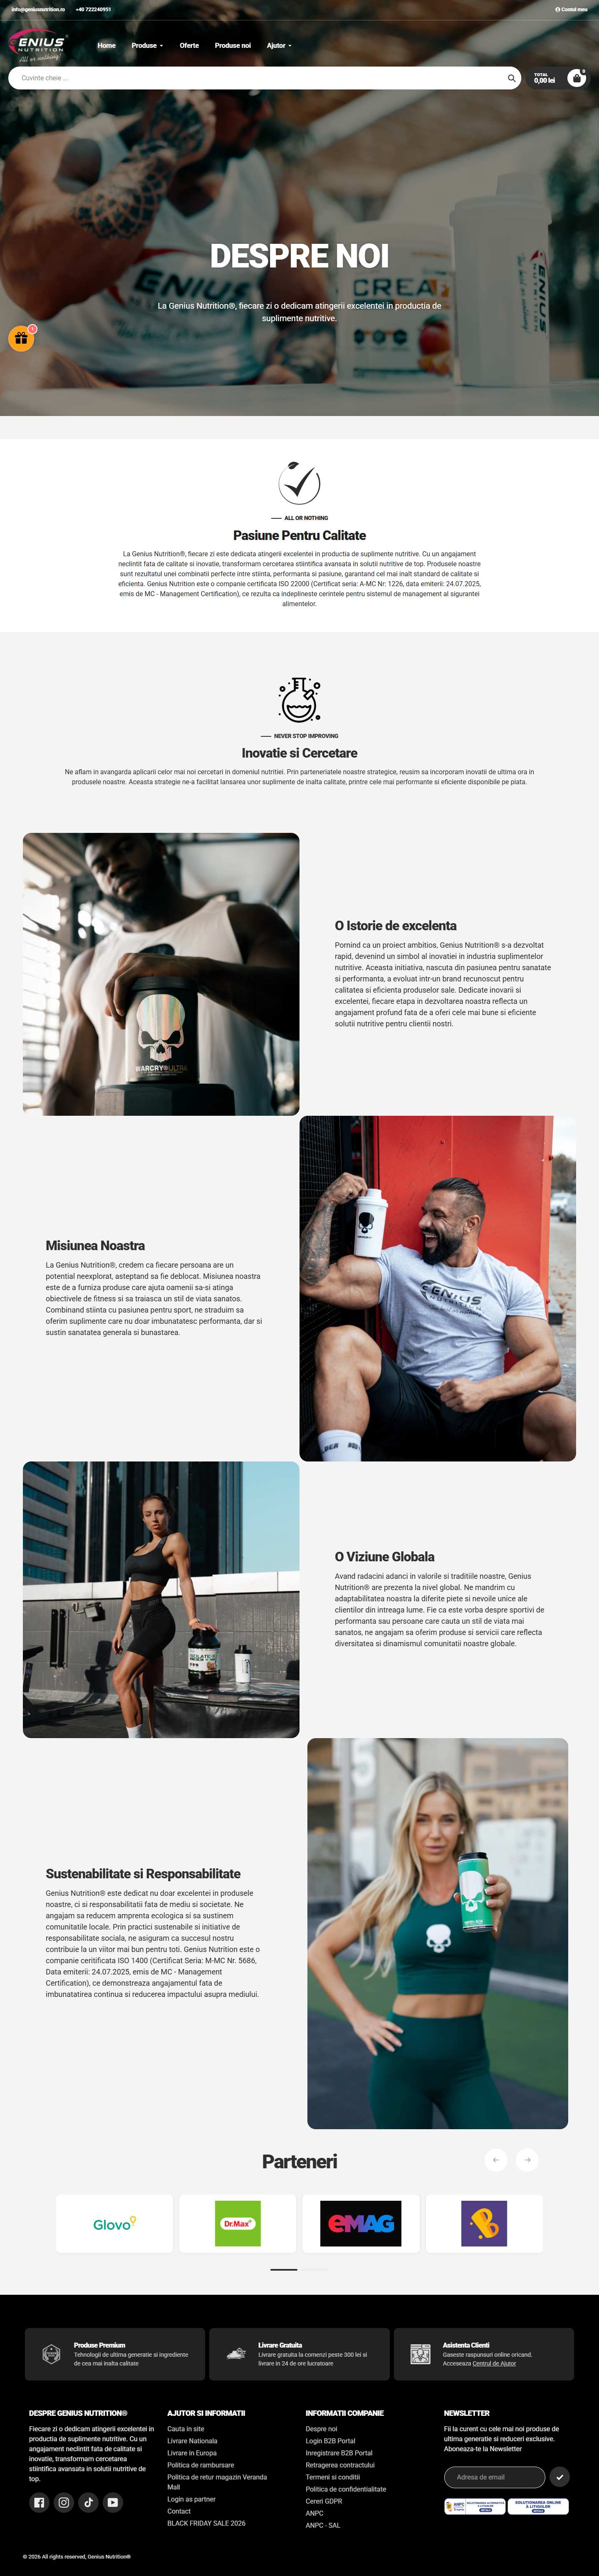 info@geniusnutrition.ro +40 722240951 Contul meu
GENIUS
NUTRITION
All or nothing!
Home Produse Oferte Produse noi Ajutor
Cuvinte cheie ...
TOTAL
0,00 lei
0
DESPRE NOI
La Genius Nutrition®, fiecare zi o dedicam atingerii excelentei in productia de
suplimente nutritive.
1
ALL OR NOTHING
Pasiune Pentru Calitate
La Genius Nutrition®, fiecare zi este dedicata atingerii excelentei in productia de suplimente nutritive. Cu un angajament
neclintit fata de calitate si inovatie, transformam cercetarea stiintifica avansata in solutii nutritive de top. Produsele noastre
sunt rezultatul unei combinatii perfecte intre stiinta, performanta si pasiune, garantand cel mai inalt standard de calitate si
eficienta. Genius Nutrition este o companie certificata ISO 22000 (Certificat seria: A-MC Nr: 1226, data emiterii: 24.07.2025,
emis de MC - Management Certification), ce rezulta ca indeplineste cerintele pentru sistemul de management al sigurantei
alimentelor.
NEVER STOP IMPROVING
Inovatie si Cercetare
Ne aflam in avangarda aplicarii celor mai noi cercetari in domeniul nutritiei. Prin parteneriatele noastre strategice, reusim sa incorporam inovatii de ultima ora in
produsele noastre. Aceasta strategie ne-a facilitat lansarea unor suplimente de inalta calitate, printre cele mai performante si eficiente disponibile pe piata.
WARCRY®ULTRA
O Istorie de excelenta
Pornind ca un proiect ambitios, Genius Nutrition® s-a dezvoltat
rapid, devenind un simbol al inovatiei in industria suplimentelor
nutritive. Aceasta initiativa, nascuta din pasiunea pentru sanatate
si performanta, a evoluat intr-un brand recunoscut pentru
calitatea si eficienta produselor sale. Dedicate inovarii si
excelentei, fiecare etapa in dezvoltarea noastra reflecta un
angajament profund fata de a oferi cele mai bune si eficiente
solutii nutritive pentru clientii nostri.
GENIUS
NUTRITION
Misiunea Noastra
La Genius Nutrition®, credem ca fiecare persoana are un
potential neexplorat, asteptand sa fie deblocat. Misiunea noastra
este de a furniza produse care ajuta oamenii sa-si atinga
obiectivele de fitness si sa traiasca un stil de viata sanatos.
Combinand stiinta cu pasiunea pentru sport, ne straduim sa
oferim suplimente care nu doar imbunatatesc performanta, dar si
sustin sanatatea generala si bunastarea.
O Viziune Globala
Avand radacini adanci in valorile si traditiile noastre, Genius
Nutrition® are prezenta la nivel global. Ne mandrim cu
adaptabilitatea noastra la diferite piete si nevoile unice ale
clientilor din intreaga lume. Fie ca este vorba despre sportivi de
performanta sau persoane care cauta un stil de viata mai
sanatos, ne angajam sa oferim produse si servicii care reflecta
diversitatea si dinamismul comunitatii noastre globale.
Sustenabilitate si Responsabilitate
Genius Nutrition® este dedicat nu doar excelentei in produsele
noastre, ci si responsabilitatii fata de mediu si societate. Ne
angajam sa reducem amprenta ecologica si sa sustinem
comunitatile locale. Prin practici sustenabile si initiative de
responsabilitate sociala, ne asiguram ca succesul nostru
contribuie la un viitor mai bun pentru toti. Genius Nutrition este o
companie ceritificata ISO 1400 (Certificat Seria: M-MC Nr. 5686,
Data emiterii: 24.07.2025, emis de MC - Management
Certification), ce demonstreaza angajamentul fata de
imbunatatirea continua si reducerea impactului asupra mediului.
Parteneri
Glovo
Dr.Max
eMAG
Produse Premium
Tehnologii de ultima generatie si ingrediente
de cea mai inalta calitate
Livrare Gratuita
Livrare gratuita la comenzi peste 300 lei si
livrare in 24 de ore lucratoare
Asistenta Clienti
Gaseste raspunsuri online oricand.
Acceseaza Centrul de Ajutor
DESPRE GENIUS NUTRITION®
Fiecare zi o dedicam atingerii excelentei in
productia de suplimente nutritive. Cu un
angajament neclintit fata de calitate si
inovatie, transformam cercetarea
stiintifica avansata in solutii nutritive de
top.
AJUTOR SI INFORMATII
Cauta in site
Livrare Nationala
Livrare in Europa
Politica de rambursare
Politica de retur magazin Veranda
Mall
Login as partner
Contact
BLACK FRIDAY SALE 2026
INFORMATII COMPANIE
Despre noi
Login B2B Portal
Inregistrare B2B Portal
Retragerea contractului
Termeni si conditii
Politica de confidentialitate
Cereri GDPR
ANPC
ANPC - SAL
NEWSLETTER
Fii la curent cu cele mai noi produse de
ultima generatie si reduceri exclusive.
Aboneaza-te la Newsletter
Adresa de email
SOLUTIONAREA ONLINE
A LITIGIILOR
© 2026 All rights reserved, Genius Nutrition®